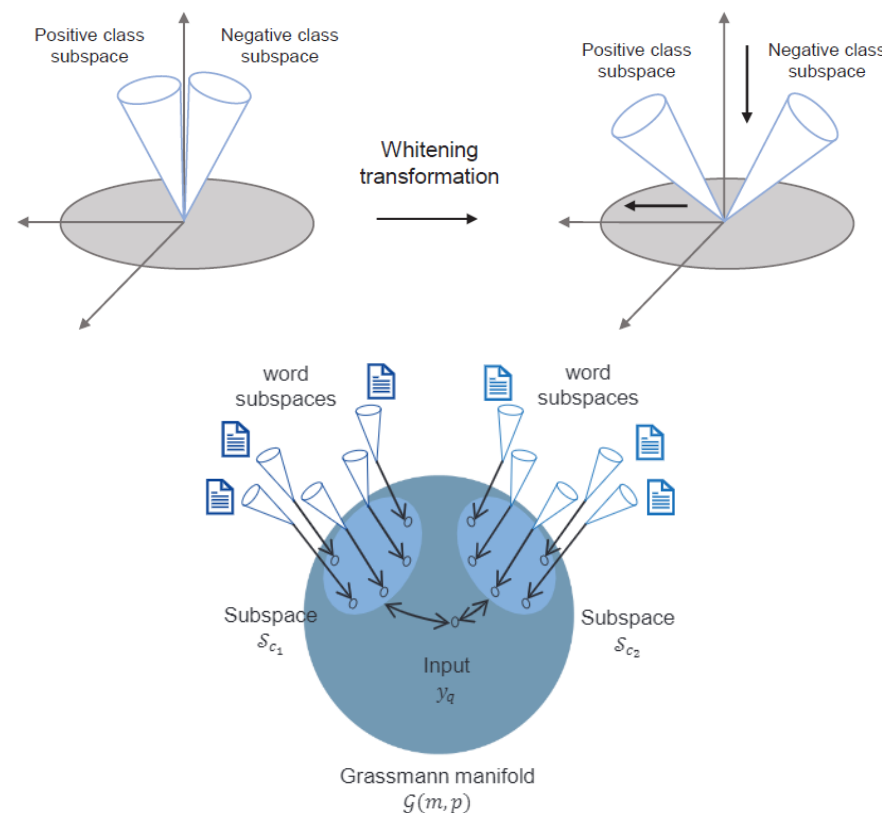 Positive class
subspace
Negative class
subspace
Whitening
transformation
Positive class
subspace
Negative class
subspace
word
subspaces
word
subspaces
Subspace
𝒮c₁
Subspace
𝒮c₂
Input
y_q
Grassmann manifold
𝒢(m, p)